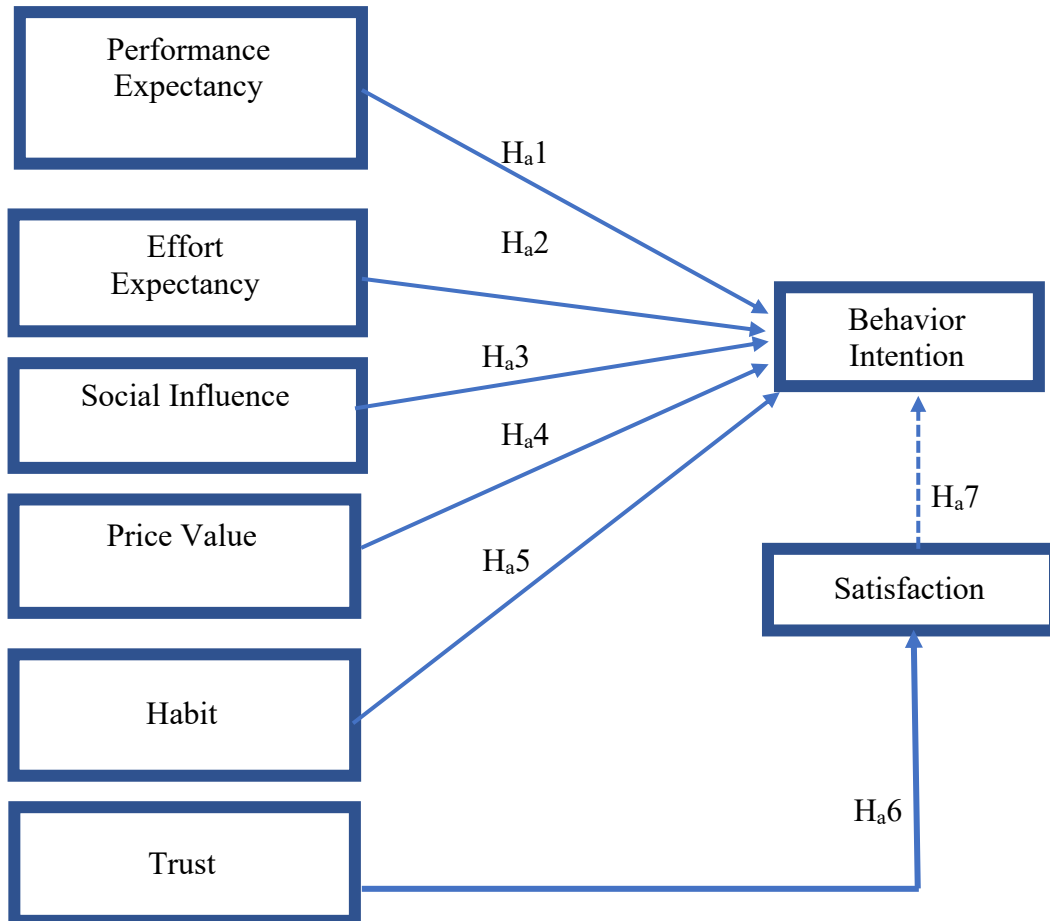 Performance
Expectancy
Hₐ1
Effort
Expectancy
Hₐ2
Behavior
Intention
Social Influence
Hₐ3
Hₐ4
Price Value
Hₐ7
Hₐ5
Satisfaction
Habit
Hₐ6
Trust